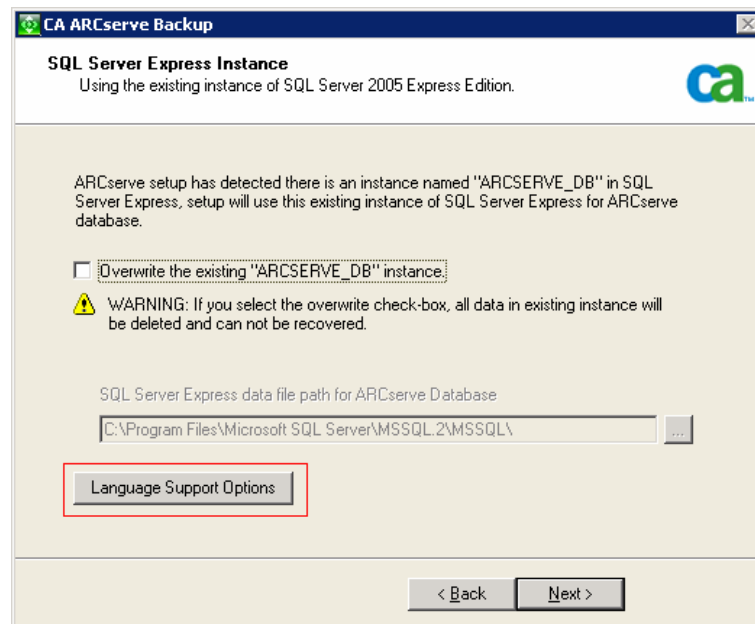 CA ARCserve Backup
SQL Server Express Instance
Using the existing instance of SQL Server 2005 Express Edition.
ca™
ARCserve setup has detected there is an instance named "ARCSERVE_DB" in SQL
Server Express, setup will use this existing instance of SQL Server Express for ARCserve
database.
Overwrite the existing "ARCSERVE_DB" instance.
WARNING: If you select the overwrite check-box, all data in existing instance will
be deleted and can not be recovered.
SQL Server Express data file path for ARCserve Database
C:\Program Files\Microsoft SQL Server\MSSQL.2\MSSQL\
...
Language Support Options
< Back
Next >